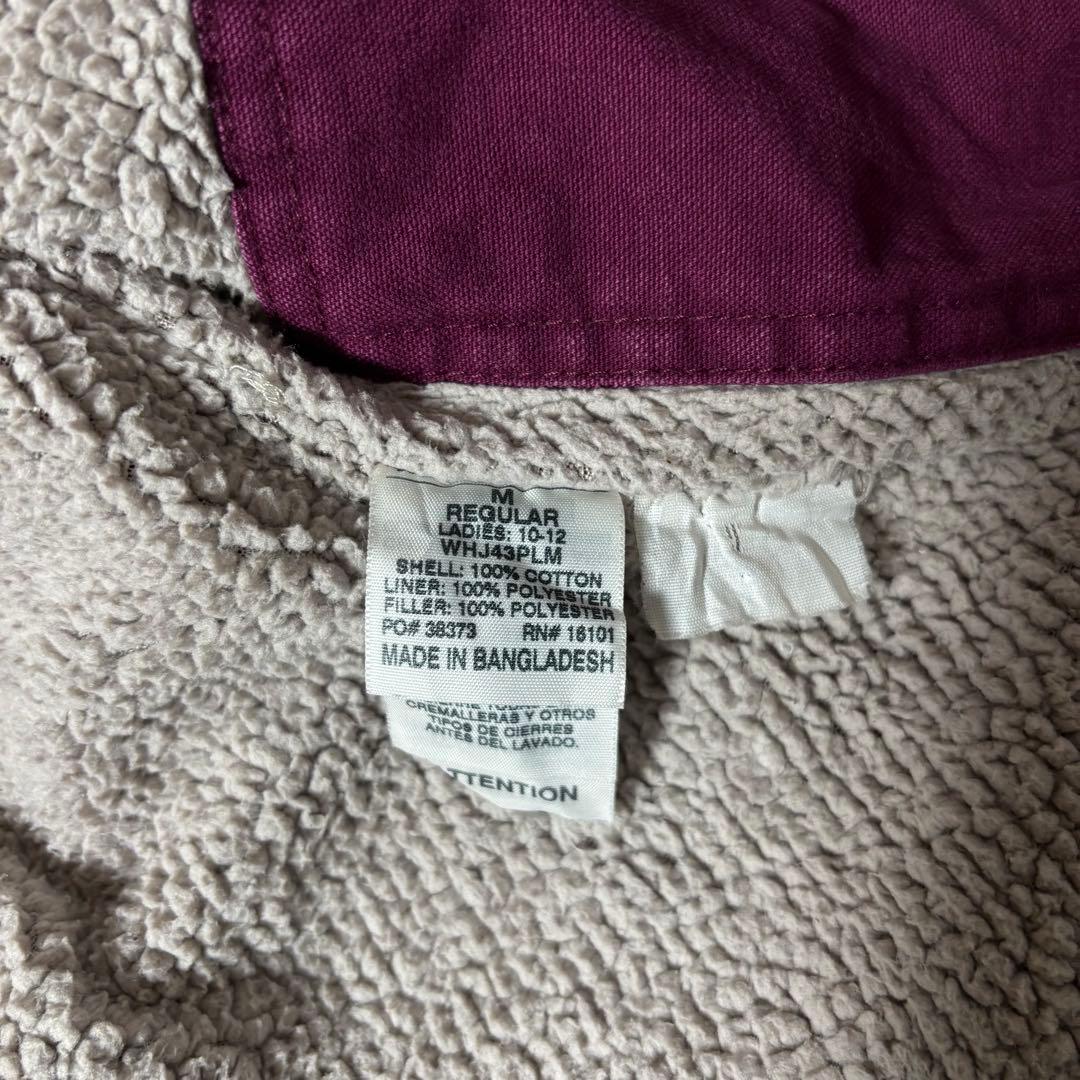 M
REGULAR
LADIES: 10-12
WHJ43PLM
SHELL: 100% COTTON
LINER: 100% POLYESTER
FILLER: 100% POLYESTER
PO# 38373 RN# 18101
MADE IN BANGLADESH
CREMALLERAS Y OTROS
TIPOS DE CIERRES
ANTES DEL LAVADO.
TTENTION